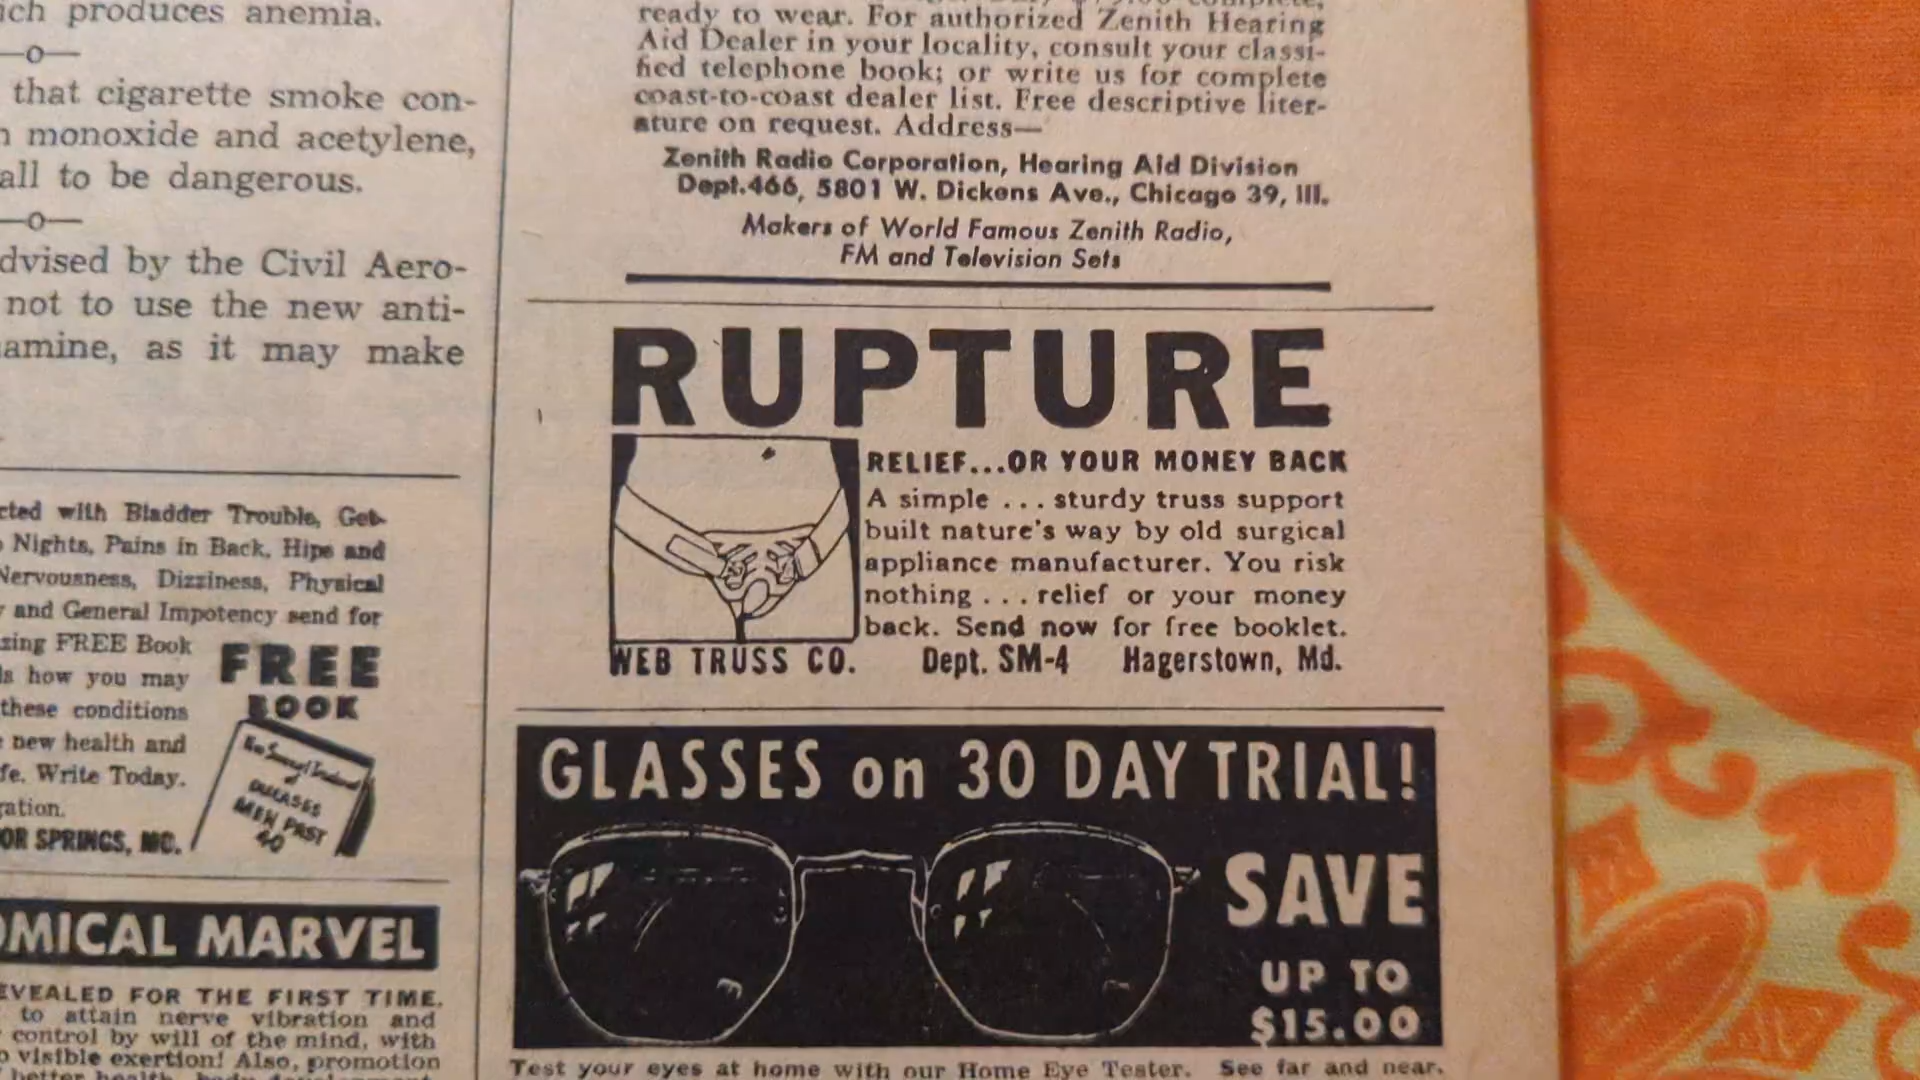 ich produces anemia.
—o—
that cigarette smoke con-
monoxide and acetylene,
all to be dangerous.
—o—
dvised by the Civil Aero-
not to use the new anti-
amine, as it may make
cted with Bladder Trouble, Get-
Nights, Pains in Back, Hips and
Nervousness, Dizziness, Physical
and General Impotency send for
zing FREE Book
ls how you may
these conditions
new health and
fe. Write Today.
gation.
OR SPRINGS, MO.
FREE
BOOK
DISEASES
MEN PAST
40
OMICAL MARVEL
EVEALED FOR THE FIRST TIME.
to attain nerve vibration and
control by will of the mind, with
visible exertion! Also, promotion
better health, body
ready to wear. For authorized Zenith Hearing
Aid Dealer in your locality, consult your classi-
fied telephone book; or write us for complete
coast-to-coast dealer list. Free descriptive liter-
ature on request. Address—
Zenith Radio Corporation, Hearing Aid Division
Dept.466, 5801 W. Dickens Ave., Chicago 39, Ill.
Makers of World Famous Zenith Radio,
FM and Television Sets
RUPTURE
RELIEF...OR YOUR MONEY BACK
A simple . . . sturdy truss support
built nature's way by old surgical
appliance manufacturer. You risk
nothing . . . relief or your money
back. Send now for free booklet.
WEB TRUSS CO. Dept. SM-4 Hagerstown, Md.
GLASSES on 30 DAY TRIAL!
SAVE
UP TO
$15.00
Test your eyes at home with our Home Eye Tester. See far and near.